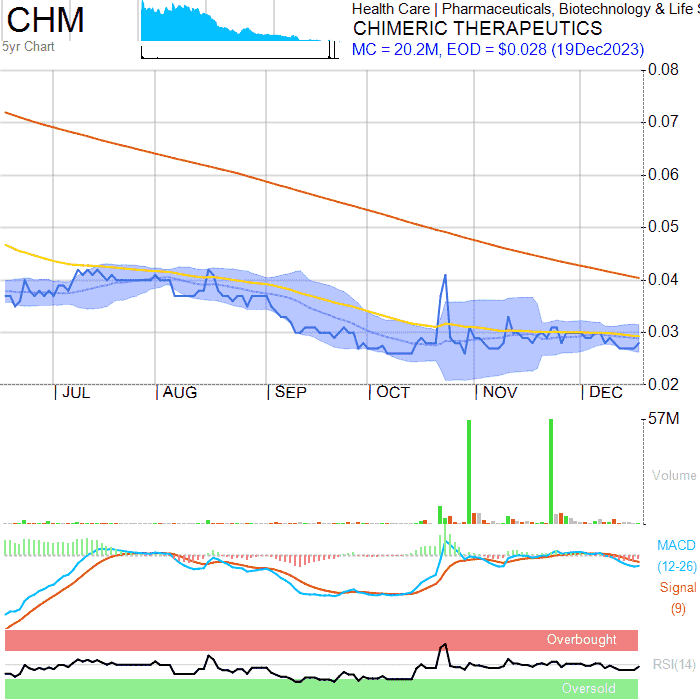 CHM
5yr Chart
Health Care | Pharmaceuticals, Biotechnology & Life S
CHIMERIC THERAPEUTICS
MC = 20.2M, EOD = $0.028 (19Dec2023)
0.08
0.07
0.06
0.05
0.04
0.03
0.02
JUL
AUG
SEP
OCT
NOV
DEC
57M
Volume
MACD
(12-26)
Signal
(9)
Overbought
RSI(14)
Oversold